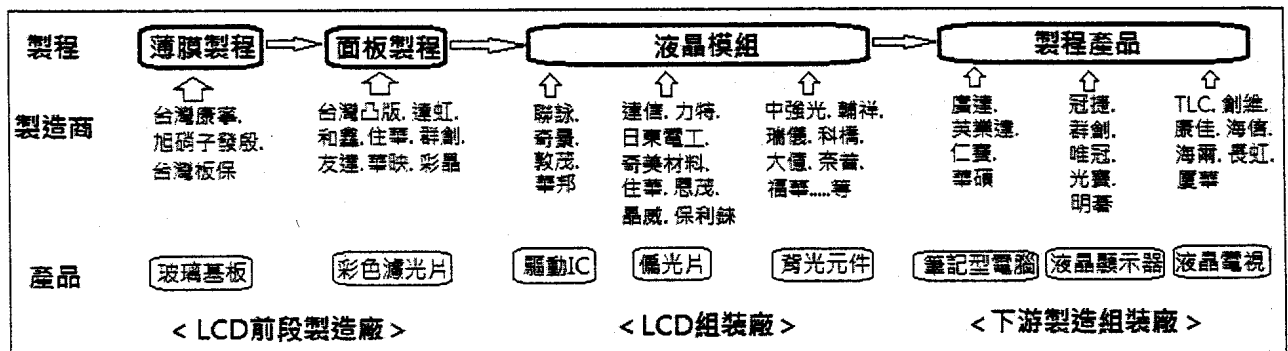 製程
薄膜製程
面板製程
液晶模組
製程產品
製造商
台灣康寧.
旭硝子發殷.
台灣板保
台灣凸版. 達虹.
和鑫. 住華. 群創.
友達. 華映. 彩晶
聯詠.
奇景.
敦茂.
華邦
達信. 力特.
日東電工.
奇美材料.
住華. 恩茂.
晶威. 保利錸
中強光. 輔祥.
瑞儀. 科橋.
大億. 奈普.
福華.....等
廣達.
英業達.
仁寶.
華碩
冠捷.
群創.
唯冠.
光寶.
明碁
TLC. 創維.
康佳. 海信.
海爾. 長虹.
廈華
產品
玻璃基板
彩色濾光片
驅動IC
偏光片
背光元件
筆記型電腦
液晶顯示器
液晶電視
< LCD前段製造廠 >
< LCD組裝廠 >
< 下游製造組裝廠 >